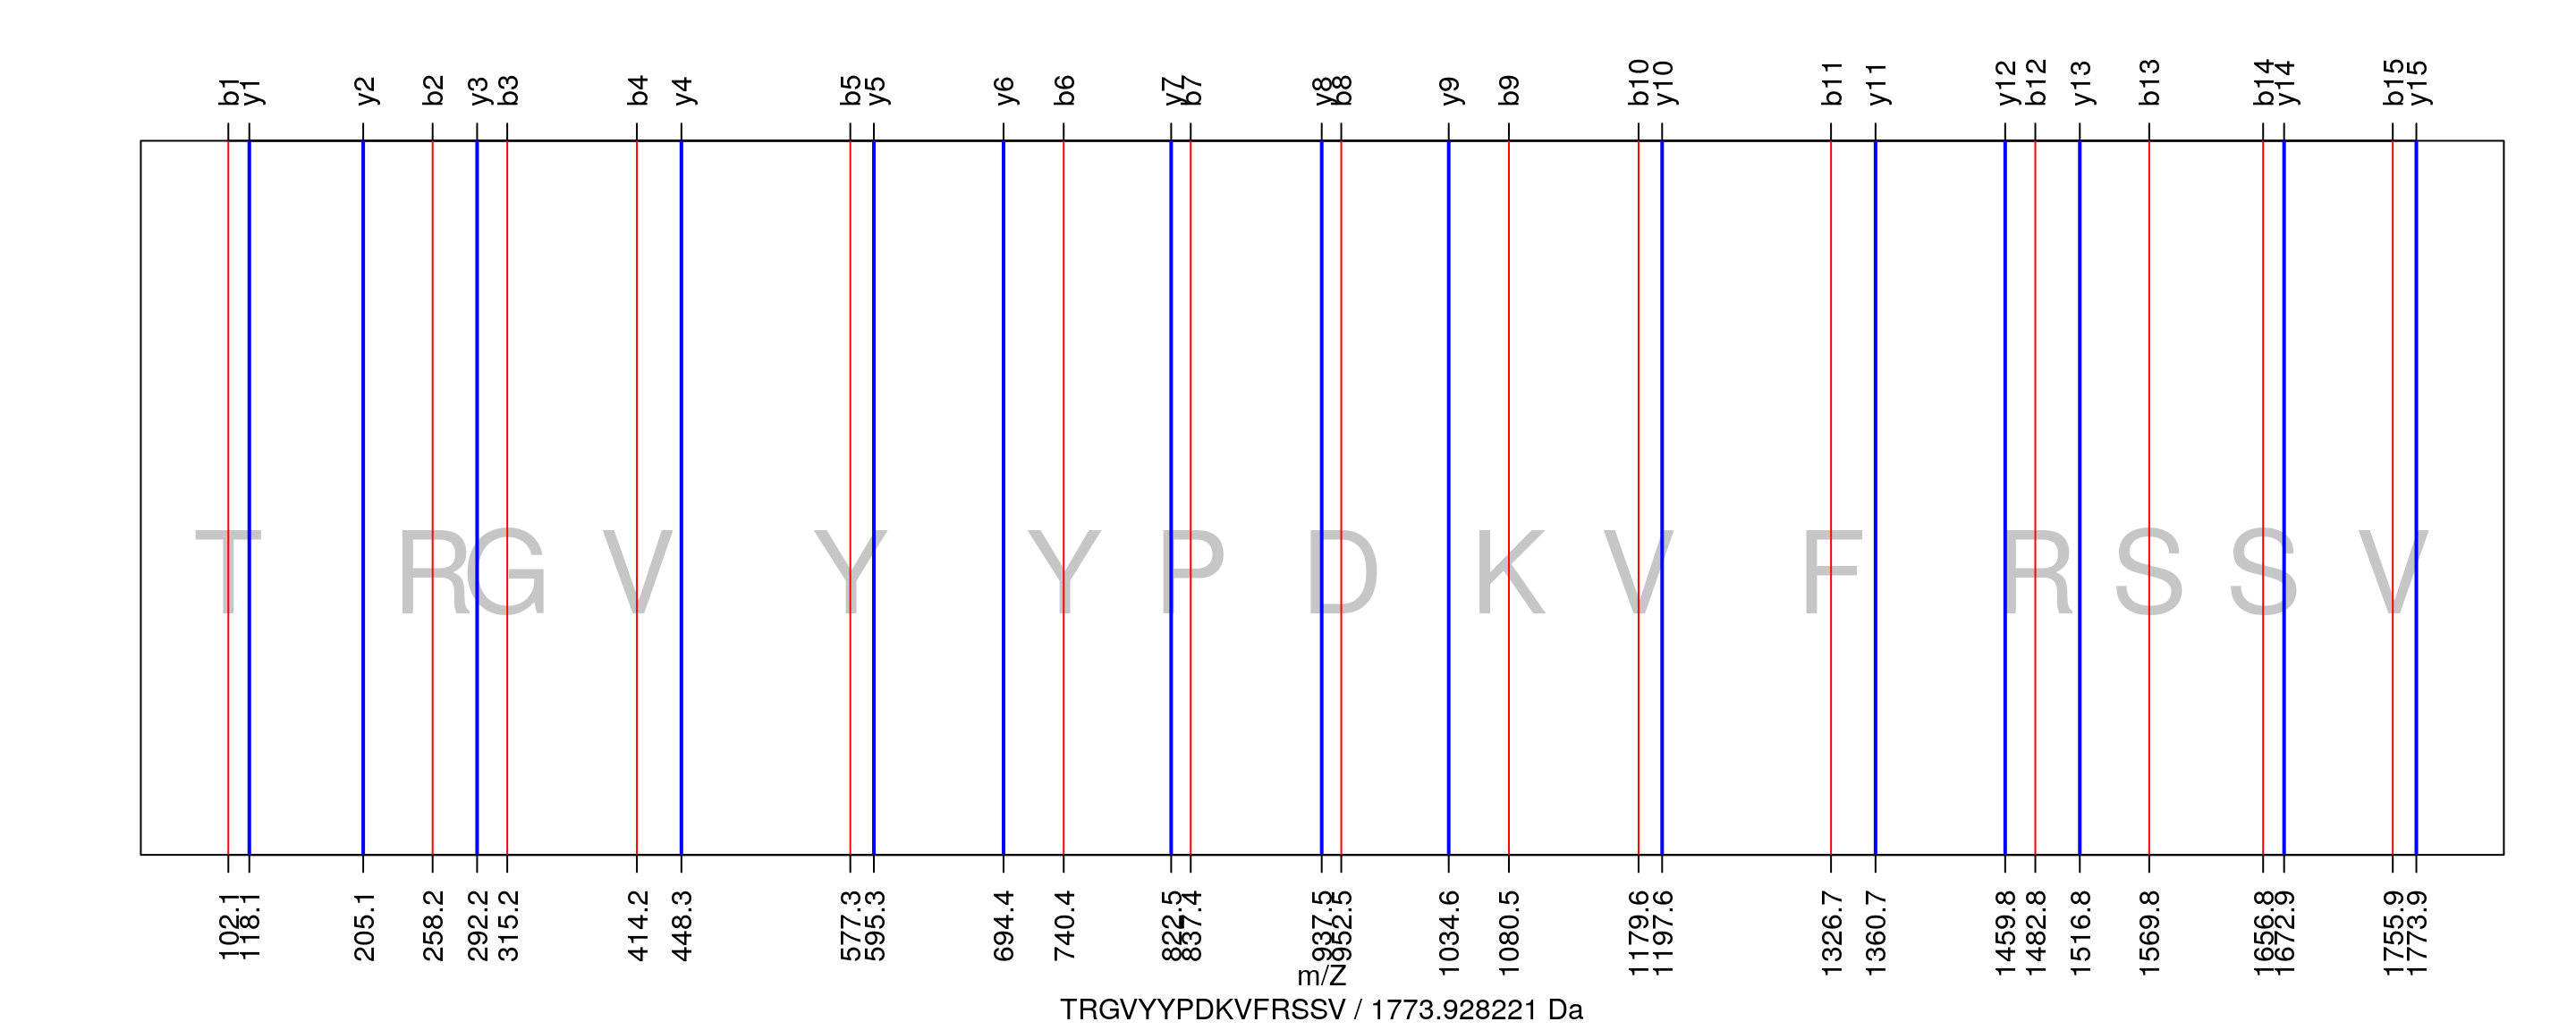 b1 y1 y2 b2 y3 b3 b4 y4 b5 y5 y6 b6 y7 b7 y8 b8 y9 b9 b10 y10 b11 y11 y12 b12 y13 b13 b14 y14 b15 y15
T R G V Y Y P D K V F R S S V
102.1 118.1 205.1 258.2 292.2 315.2 414.2 448.3 577.3 595.3 694.4 740.4 822.5 837.4 937.5 952.5 1034.6 1080.5 1179.6 1197.6 1326.7 1360.7 1459.8 1482.8 1516.8 1569.8 1656.8 1672.9 1755.9 1773.9
m/Z
TRGVYYPDKVFRSSV / 1773.928221 Da